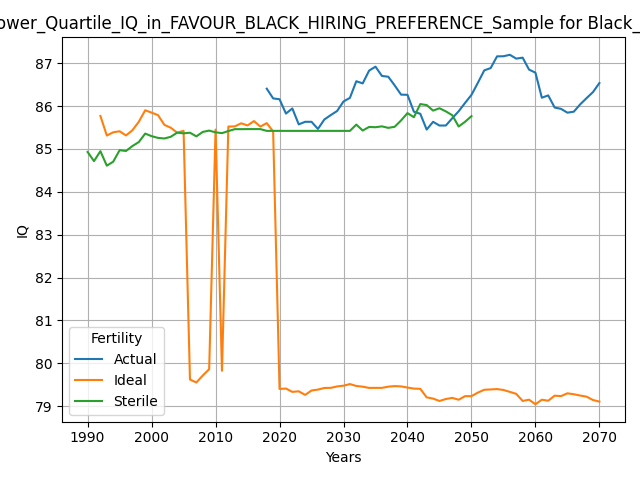 ower_Quartile_IQ_in_FAVOUR_BLACK_HIRING_PREFERENCE_Sample for Black_
87
86
85
84
83
82
81
80
79
IQ
Fertility
Actual
Ideal
Sterile
1990 2000 2010 2020 2030 2040 2050 2060 2070
Years